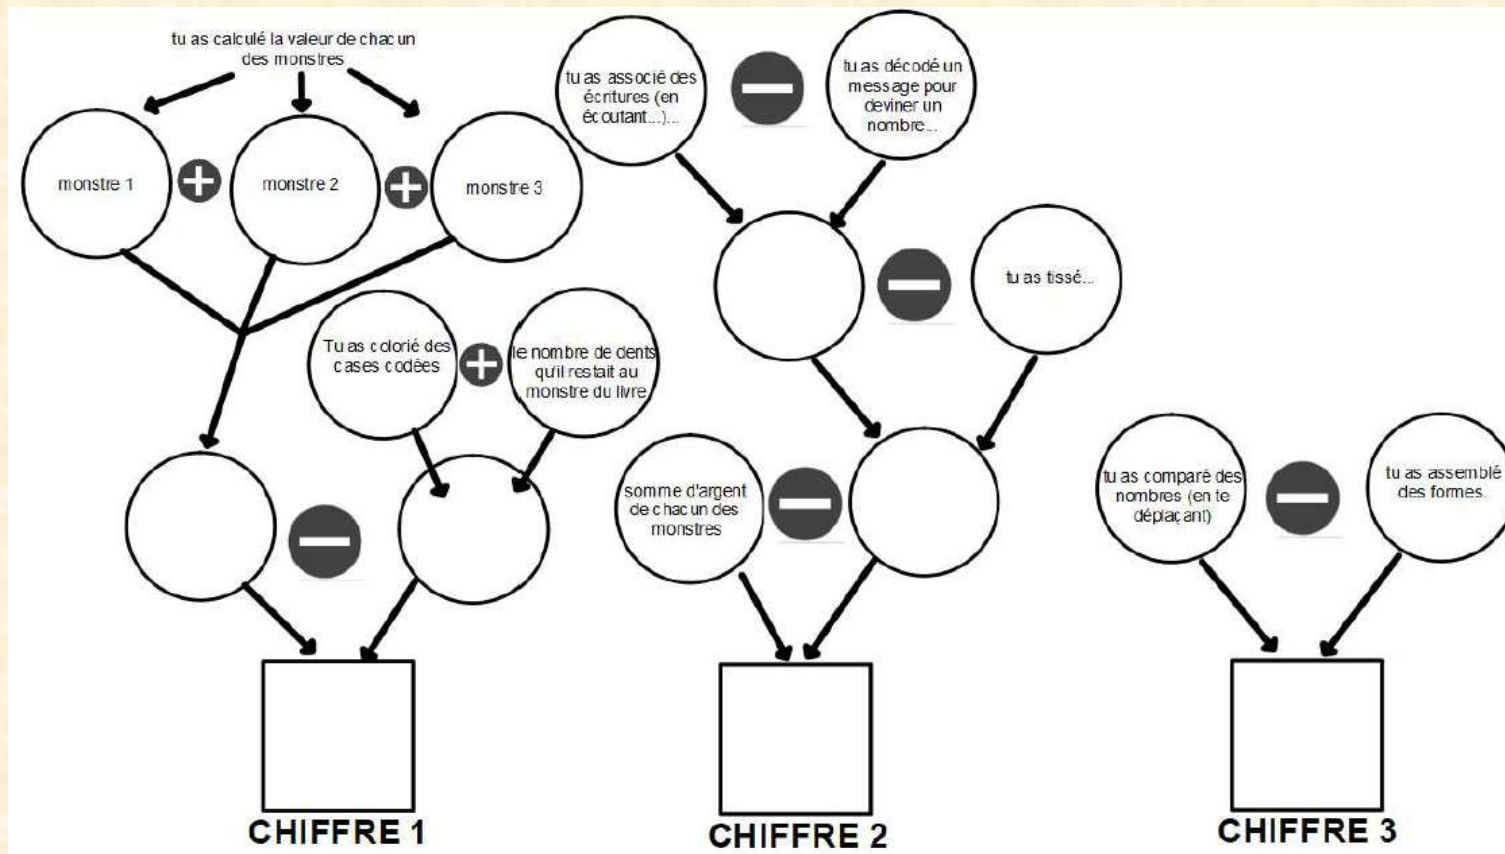 tu as calculé la valeur de chacun
des monstres
monstre 1
monstre 2
monstre 3
Tu as colorié des
cases codées
le nombre de dents
qu'il restait au
monstre du livre
CHIFFRE 1
tu as associé des
écritures (en
écoutant...)...
tu as décodé un
message pour
deviner un
nombre...
tu as tissé...
somme d'argent
de chacun des
monstres
CHIFFRE 2
tu as comparé des
nombres (en te
déplaçant)
tu as assemblé
des formes.
CHIFFRE 3